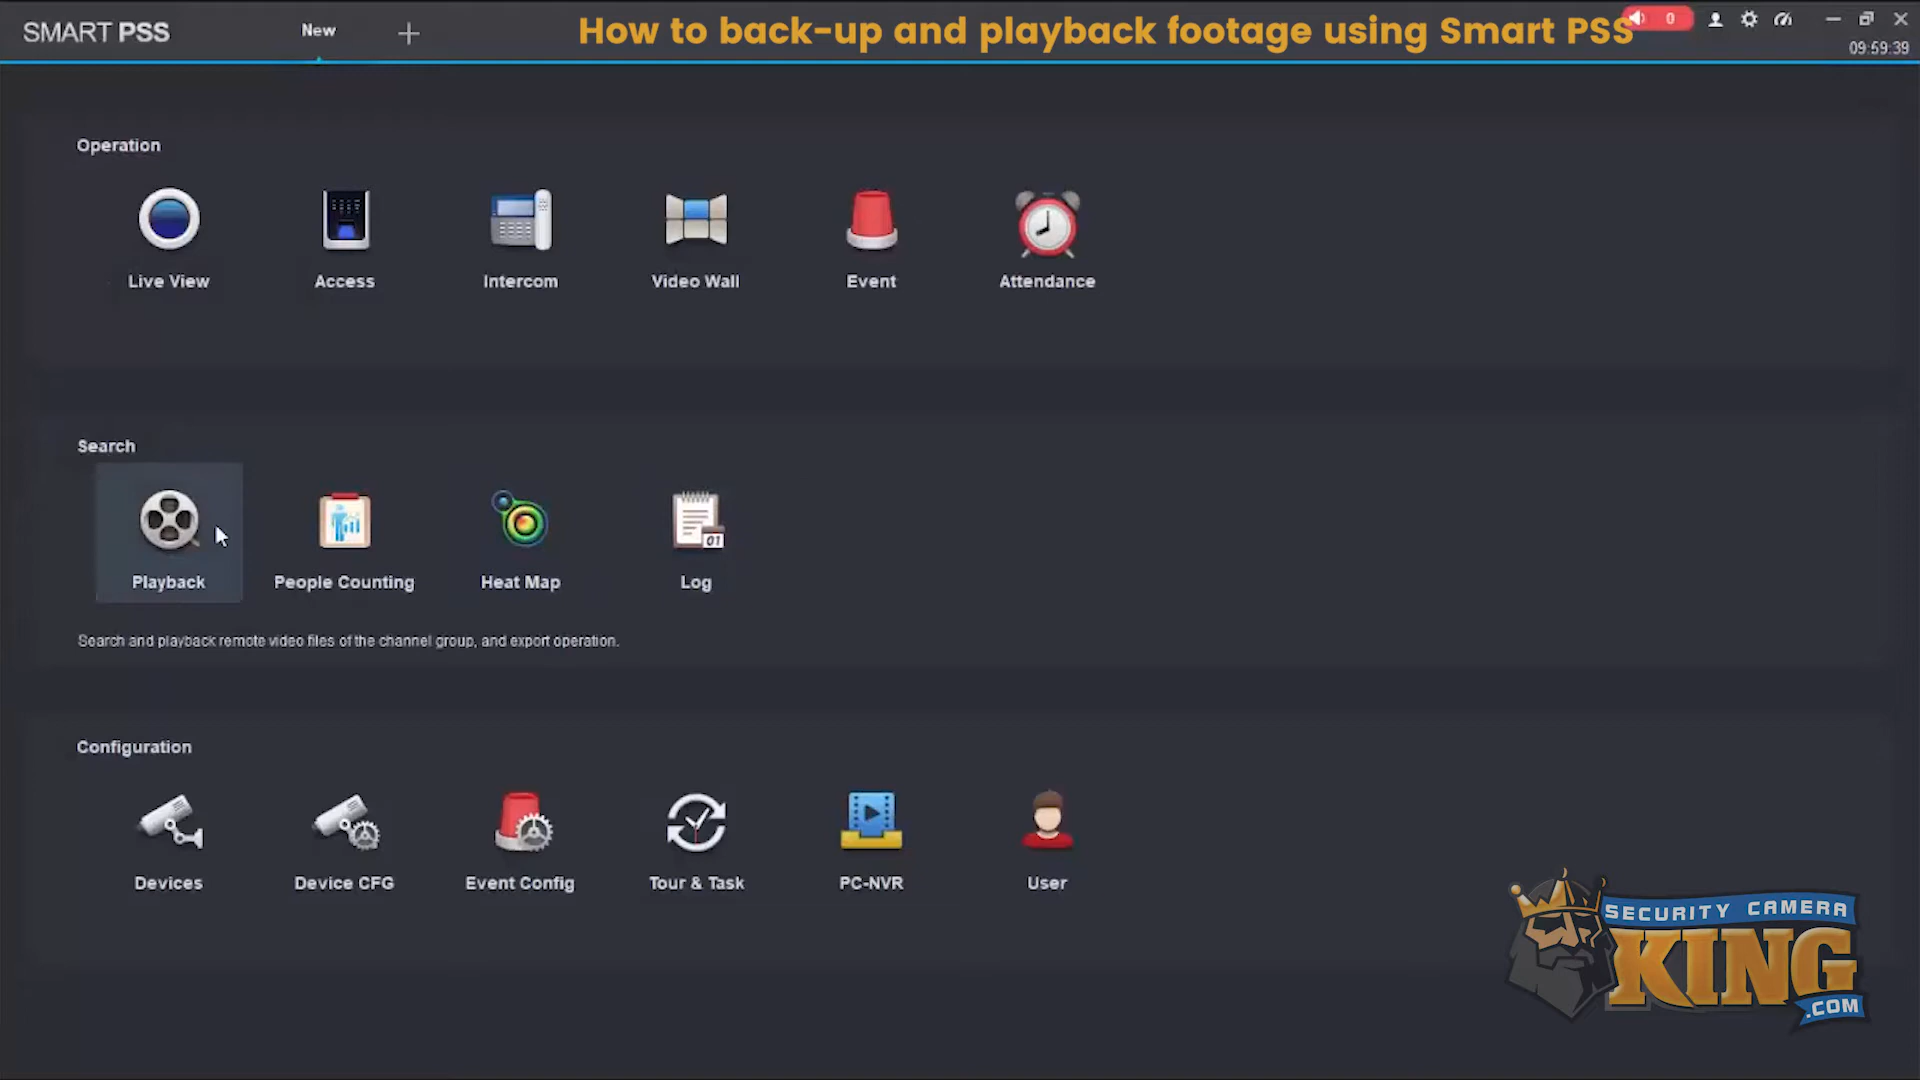 SMART PSS
New
How to back-up and playback footage using Smart PSS
0
09:59:39
Operation
Live View
Access
Intercom
Video Wall
Event
Attendance
Search
01
Playback
People Counting
Heat Map
Log
Search and playback remote video files of the channel group, and export operation.
Configuration
Devices
Device CFG
Event Config
Tour & Task
PC-NVR
User
SECURITY CAMERA
KING
.COM